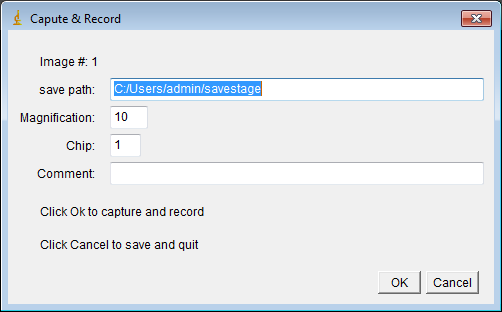 Capute & Record
Image #: 1
save path: C:/Users/admin/savestage
Magnification: 10
Chip: 1
Comment:
Click Ok to capture and record
Click Cancel to save and quit
OK Cancel